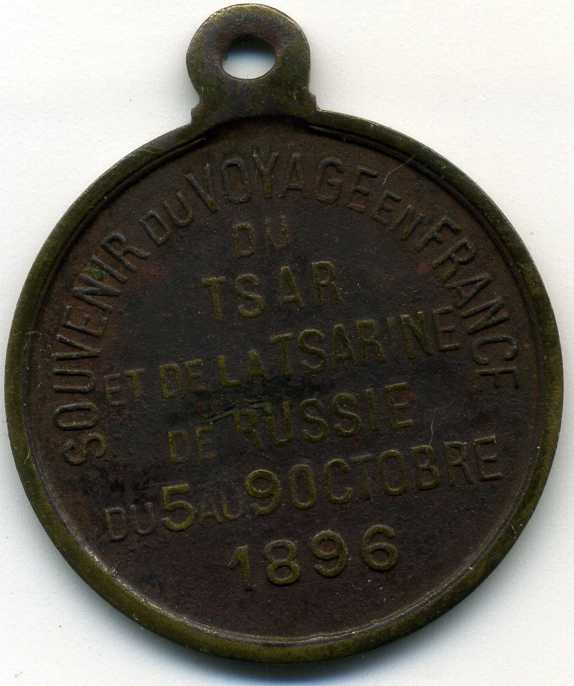 SOUVENIR DU VOYAGE EN FRANCE
DU
TSAR
ET DE LA TSARINE
DE RUSSIE
DU 5 AU 9 OCTOBRE
1896